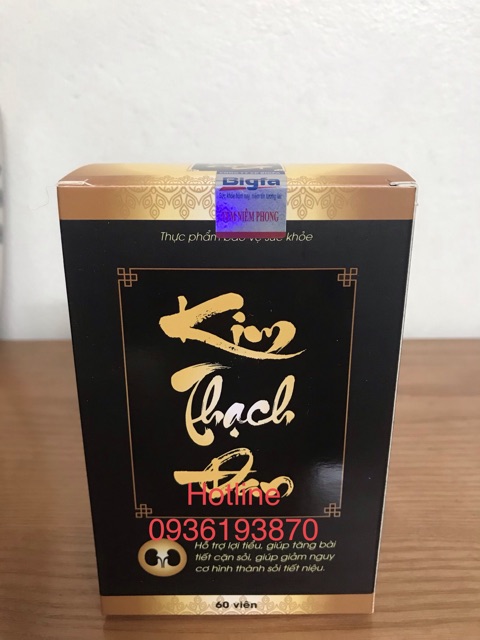 Bigfa
TEM NIÊM PHONG
Thực phẩm bảo vệ sức khỏe
Kim
Thạch
Đan
Hotline
0936193870
Hỗ trợ lợi tiểu, giúp tăng bài
tiết cặn sỏi, giúp giảm nguy
cơ hình thành sỏi tiết niệu.
60 viên